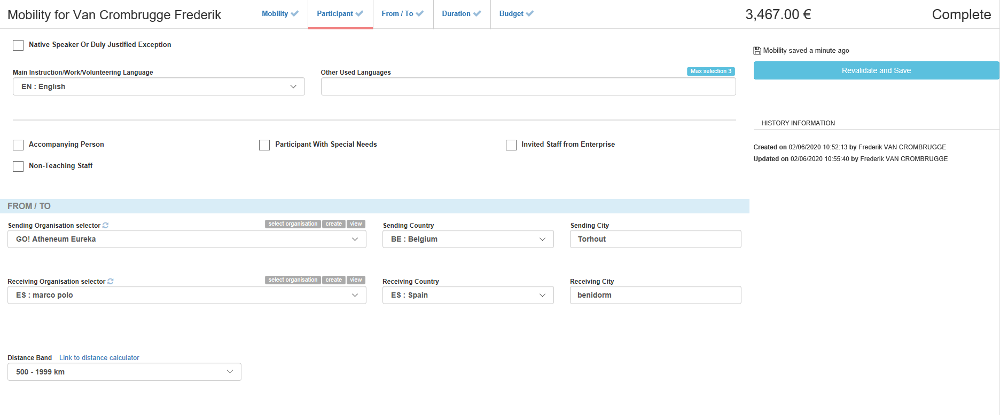 Mobility for Van Crombrugge Frederik
Mobility
Participant
From / To
Duration
Budget
3,467.00 €
Complete
Native Speaker Or Duly Justified Exception
Mobility saved a minute ago
Revalidate and Save
Main Instruction/Work/Volunteering Language
Other Used Languages
Max selection 3
EN : English
HISTORY INFORMATION
Created on 02/06/2020 10:52:13 by Frederik VAN CROMBRUGGE
Updated on 02/06/2020 10:55:40 by Frederik VAN CROMBRUGGE
Accompanying Person
Participant With Special Needs
Invited Staff from Enterprise
Non-Teaching Staff
FROM / TO
Sending Organisation selector
select organisation
create
view
Sending Country
Sending City
GO! Atheneum Eureka
BE : Belgium
Torhout
Receiving Organisation selector
select organisation
create
view
Receiving Country
Receiving City
ES : marco polo
ES : Spain
benidorm
Distance Band
Link to distance calculator
500 - 1999 km